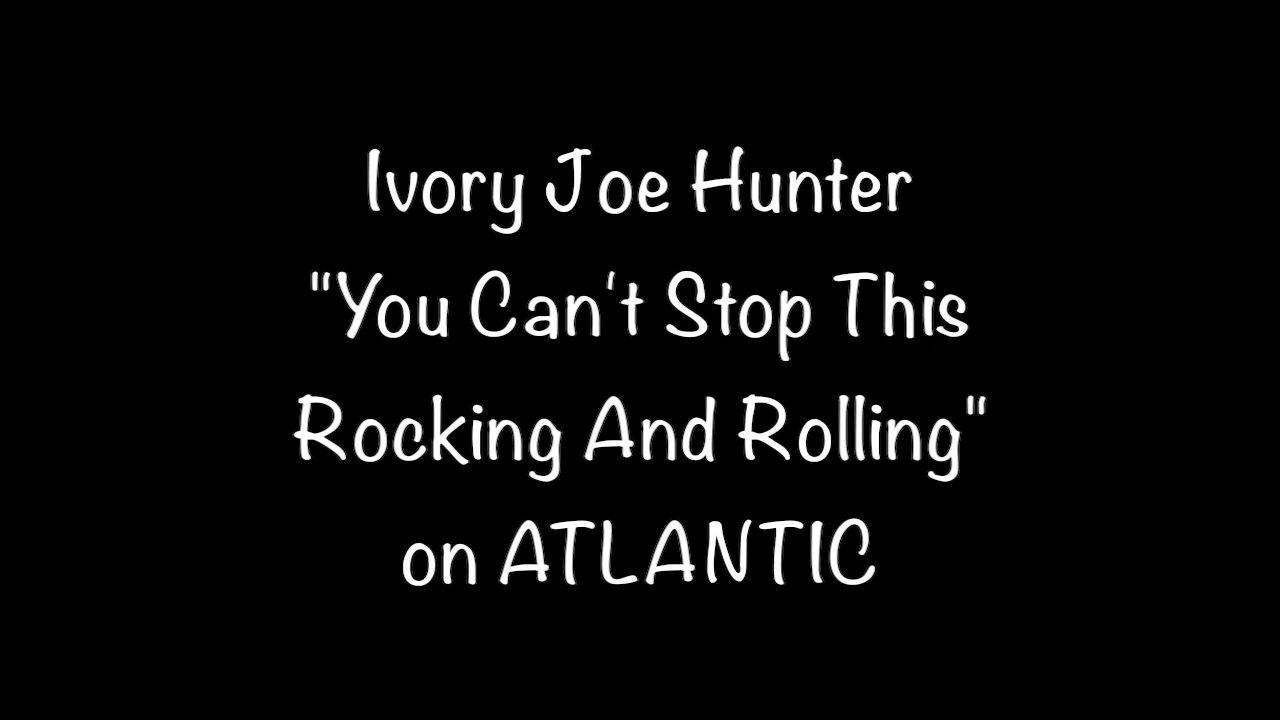 Ivory Joe Hunter
"You Can't Stop This
Rocking And Rolling"
on ATLANTIC